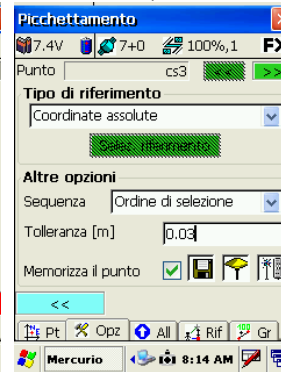 Picchettamento
7.4V 7+0 100%,1 FX
Punto cs3 << >>
Tipo di riferimento
Coordinate assolute
Selez. riferimento
Altre opzioni
Sequenza Ordine di selezione
Tolleranza [m] 0.03
Memorizza il punto
<<
Pt Opz All Rif Gr
Mercurio 8:14 AM